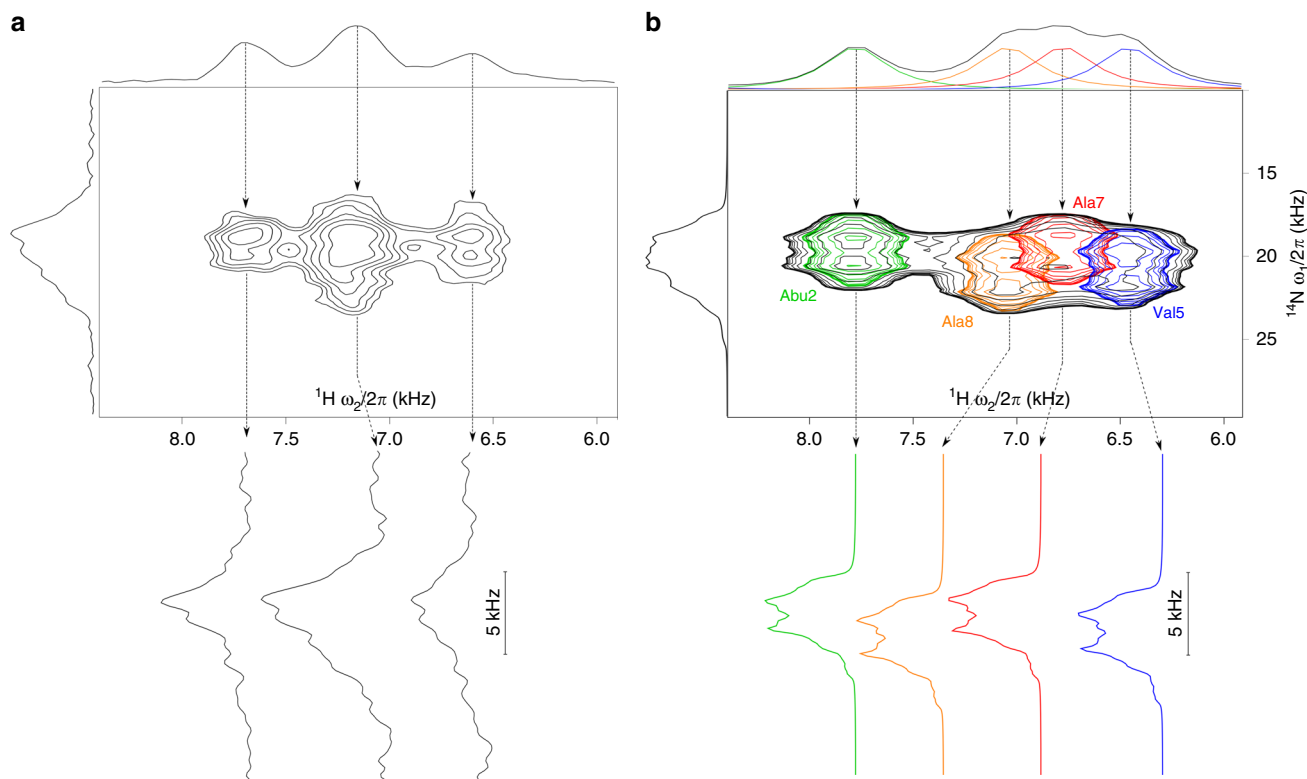 a
¹H ω₂/2π (kHz)
8.0 7.5 7.0 6.5 6.0
5 kHz
b
Ala7
Abu2
Ala8
Val5
15
20
25
¹⁴N ω₁/2π (kHz)
¹H ω₂/2π (kHz)
8.0 7.5 7.0 6.5 6.0
5 kHz